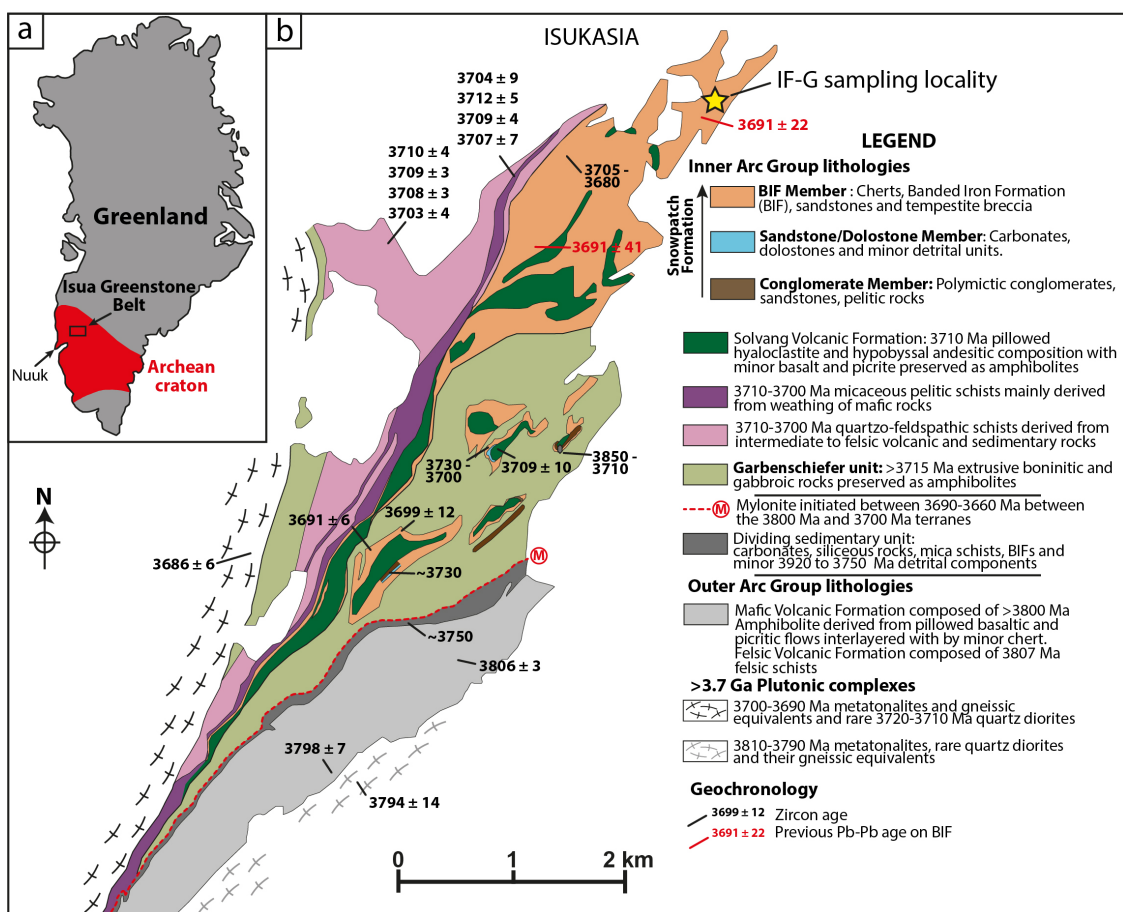 a
Greenland
Isua Greenstone
Belt
Nuuk
Archean
craton
b
ISUKASIA
IF-G sampling locality
3691 ± 22
3704 ± 9
3712 ± 5
3709 ± 4
3707 ± 7
3710 ± 4
3709 ± 3
3708 ± 3
3703 ± 4
3705 -
3680
3691 ± 41
3730 -
3700
3709 ± 10
3850 -
3710
3691 ± 6
3699 ± 12
3686 ± 6
~3730
M
~3750
3806 ± 3
3798 ± 7
3794 ± 14
N
0 1 2 km
LEGEND
Inner Arc Group lithologies
Snowpatch
Formation
BIF Member : Cherts, Banded Iron Formation
(BIF), sandstones and tempestite breccia
Sandstone/Dolostone Member: Carbonates,
dolostones and minor detrital units.
Conglomerate Member: Polymictic conglomerates,
sandstones, pelitic rocks
Solvang Volcanic Formation: 3710 Ma pillowed
hyaloclastite and hypobyssal andesitic composition with
minor basalt and picrite preserved as amphibolites
3710-3700 Ma micaceous pelitic schists mainly derived
from weathing of mafic rocks
3710-3700 Ma quartzo-feldspathic schists derived from
intermediate to felsic volcanic and sedimentary rocks
Garbenschiefer unit: >3715 Ma extrusive boninitic and
gabbroic rocks preserved as amphibolites
M Mylonite initiated between 3690-3660 Ma between
the 3800 Ma and 3700 Ma terranes
Dividing sedimentary unit:
carbonates, siliceous rocks, mica schists, BIFs and
minor 3920 to 3750 Ma detrital components
Outer Arc Group lithologies
Mafic Volcanic Formation composed of >3800 Ma
Amphibolite derived from pillowed basaltic and
picritic flows interlayered with by minor chert.
Felsic Volcanic Formation composed of 3807 Ma
felsic schists
>3.7 Ga Plutonic complexes
3700-3690 Ma metatonalites and gneissic
equivalents and rare 3720-3710 Ma quartz diorites
3810-3790 Ma metatonalites, rare quartz diorites
and their gneissic equivalents
Geochronology
3699 ± 12 Zircon age
3691 ± 22 Previous Pb-Pb age on BIF